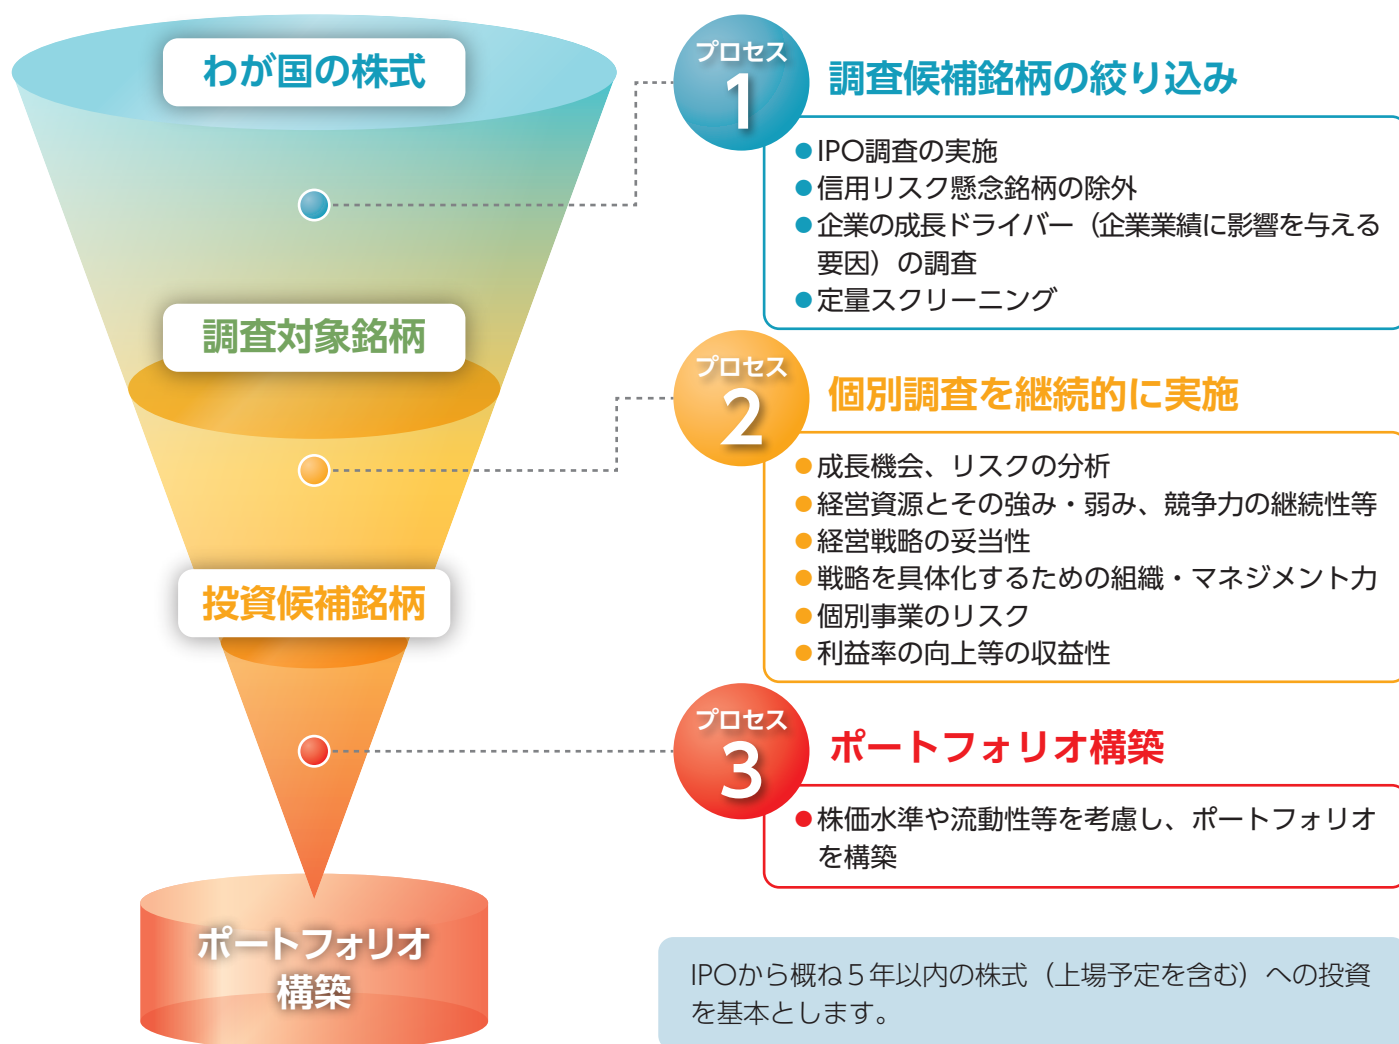 わが国の株式
調査対象銘柄
投資候補銘柄
ポートフォリオ
構築
プロセス
1
調査候補銘柄の絞り込み
●IPO調査の実施
●信用リスク懸念銘柄の除外
●企業の成長ドライバー（企業業績に影響を与える
要因）の調査
●定量スクリーニング
プロセス
2
個別調査を継続的に実施
●成長機会、リスクの分析
●経営資源とその強み・弱み、競争力の継続性等
●経営戦略の妥当性
●戦略を具体化するための組織・マネジメント力
●個別事業のリスク
●利益率の向上等の収益性
プロセス
3
ポートフォリオ構築
●株価水準や流動性等を考慮し、ポートフォリオ
を構築
IPOから概ね５年以内の株式（上場予定を含む）への投資
を基本とします。